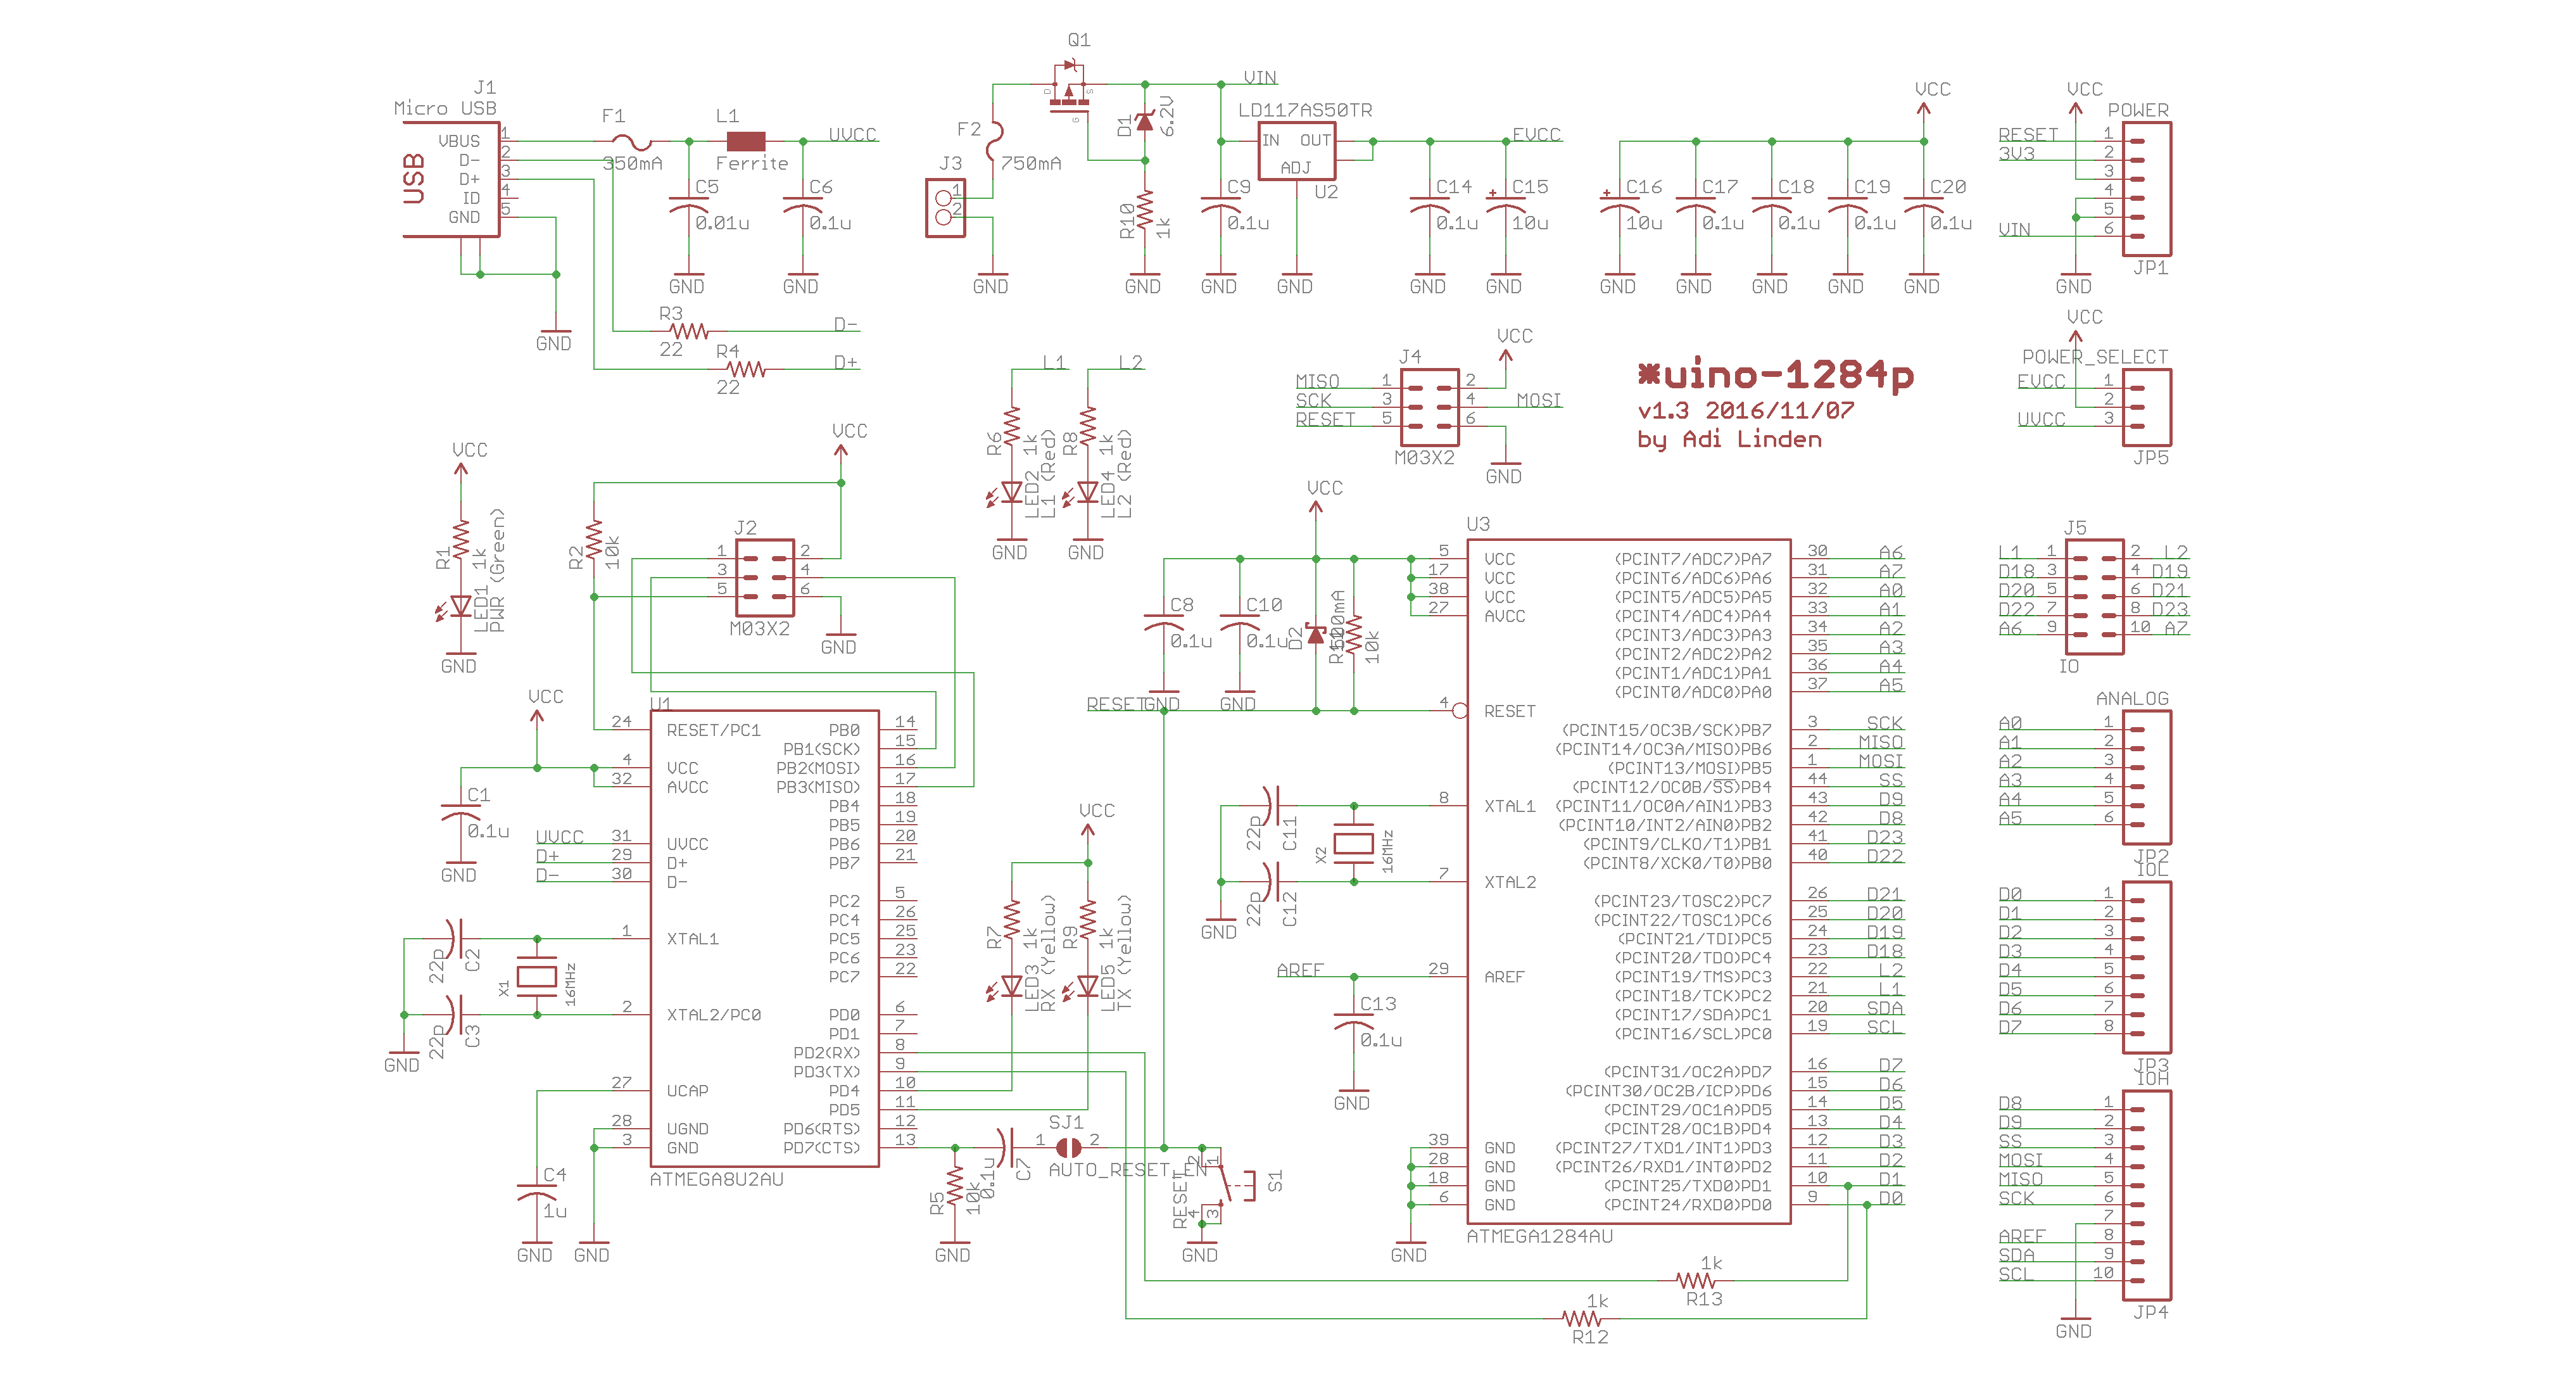 J1
Micro USB
USB
VBUS 1
D- 2
D+ 3
ID 4
GND 5
GND
F1
350mA
L1
Ferrite
UVCC
C5
0.01u
GND
C6
0.1u
GND
R3
22
D-
R4
22
D+
Q1
D
S
G
F2
750mA
J3
1
2
GND
D1
6.2V
R10
1k
GND
VIN
LD117AS50TR
IN OUT
ADJ
U2
C9
0.1u
GND
GND
EVCC
C14
0.1u
GND
C15
10u
GND
VCC
C16
10u
GND
C17
0.1u
GND
C18
0.1u
GND
C19
0.1u
GND
C20
0.1u
GND
VCC
POWER
RESET 1
3V3 2
3
4
5
VIN 6
JP1
GND
VCC
POWER_SELECT
EVCC 1
2
UVCC 3
JP5
L1
R6
1k
LED2
L1 (Red)
GND
L2
R8
1k
LED4
L2 (Red)
GND
J4
VCC
MISO 1 2
SCK 3 4 MOSI
RESET 5 6
M03X2
GND
*uino-1284p
v1.3 2016/11/07
by Adi Linden
VCC
R1
1k
LED1
PWR (Green)
GND
VCC
R2
10k
J2
1 2
3 4
5 6
M03X2
GND
VCC
C1
0.1u
GND
UVCC
D+
D-
C2
22p
C3
22p
X1
16MHz
GND
C4
1u
GND
GND
U1
24 RESET/PC1 PB0 14
PB1(SCK) 15
4 VCC PB2(MOSI) 16
32 AVCC PB3(MISO) 17
PB4 18
PB5 19
31 UVCC PB6 20
29 D+ PB7 21
30 D-
PC2 5
PC4 26
1 XTAL1 PC5 25
PC6 23
PC7 22
2 XTAL2/PC0 PD0 6
PD1 7
PD2(RX) 8
PD3(TX) 9
27 UCAP PD4 10
PD5 11
28 UGND PD6(RTS) 12
3 GND PD7(CTS) 13
ATMEGA8U2AU
VCC
R7
1k
LED3
RX (Yellow)
R9
1k
LED5
TX (Yellow)
R5
10k
GND
C7
0.1u
SJ1
1 2
AUTO_RESET_EN
RESET
S1
1
2
3
4
GND
VCC
C8
0.1u
GND
C10
0.1u
GND
D2
10k
RESET
C11
22p
C12
22p
X2
16MHz
GND
AREF
C13
0.1u
GND
GND
U3
5 VCC (PCINT7/ADC7)PA7 30 A6
17 VCC (PCINT6/ADC6)PA6 31 A7
38 VCC (PCINT5/ADC5)PA5 32 A0
27 AVCC (PCINT4/ADC4)PA4 33 A1
(PCINT3/ADC3)PA3 34 A2
(PCINT2/ADC2)PA2 35 A3
(PCINT1/ADC1)PA1 36 A4
(PCINT0/ADC0)PA0 37 A5
4 RESET
(PCINT15/OC3B/SCK)PB7 3 SCK
(PCINT14/OC3A/MISO)PB6 2 MISO
(PCINT13/MOSI)PB5 1 MOSI
(PCINT12/OC0B/SS)PB4 44 SS
8 XTAL1 (PCINT11/OC0A/AIN1)PB3 43 D9
(PCINT10/INT2/AIN0)PB2 42 D8
(PCINT9/CLKO/T1)PB1 41 D23
(PCINT8/XCK0/T0)PB0 40 D22
7 XTAL2
(PCINT23/TOSC2)PC7 26 D21
(PCINT22/TOSC1)PC6 25 D20
(PCINT21/TDI)PC5 24 D19
(PCINT20/TDO)PC4 23 D18
29 AREF (PCINT19/TMS)PC3 22 L2
(PCINT18/TCK)PC2 21 L1
(PCINT17/SDA)PC1 20 SDA
(PCINT16/SCL)PC0 19 SCL
(PCINT31/OC2A)PD7 16 D7
(PCINT30/OC2B/ICP)PD6 15 D6
(PCINT29/OC1A)PD5 14 D5
(PCINT28/OC1B)PD4 13 D4
39 GND (PCINT27/TXD1/INT1)PD3 12 D3
28 GND (PCINT26/RXD1/INT0)PD2 11 D2
18 GND (PCINT25/TXD0)PD1 10 D1
6 GND (PCINT24/RXD0)PD0 9 D0
ATMEGA1284AU
1k
R13
1k
R12
J5
L1 1 2 L2
D18 3 4 D19
D20 5 6 D21
D22 7 8 D23
A6 9 10 A7
IO
ANALOG
A0 1
A1 2
A2 3
A3 4
A4 5
A5 6
JP2
IOL
D0 1
D1 2
D2 3
D3 4
D4 5
D5 6
D6 7
D7 8
JP3
IOH
D8 1
D9 2
SS 3
MOSI 4
MISO 5
SCK 6
7
AREF 8
SDA 9
SCL 10
JP4
GND